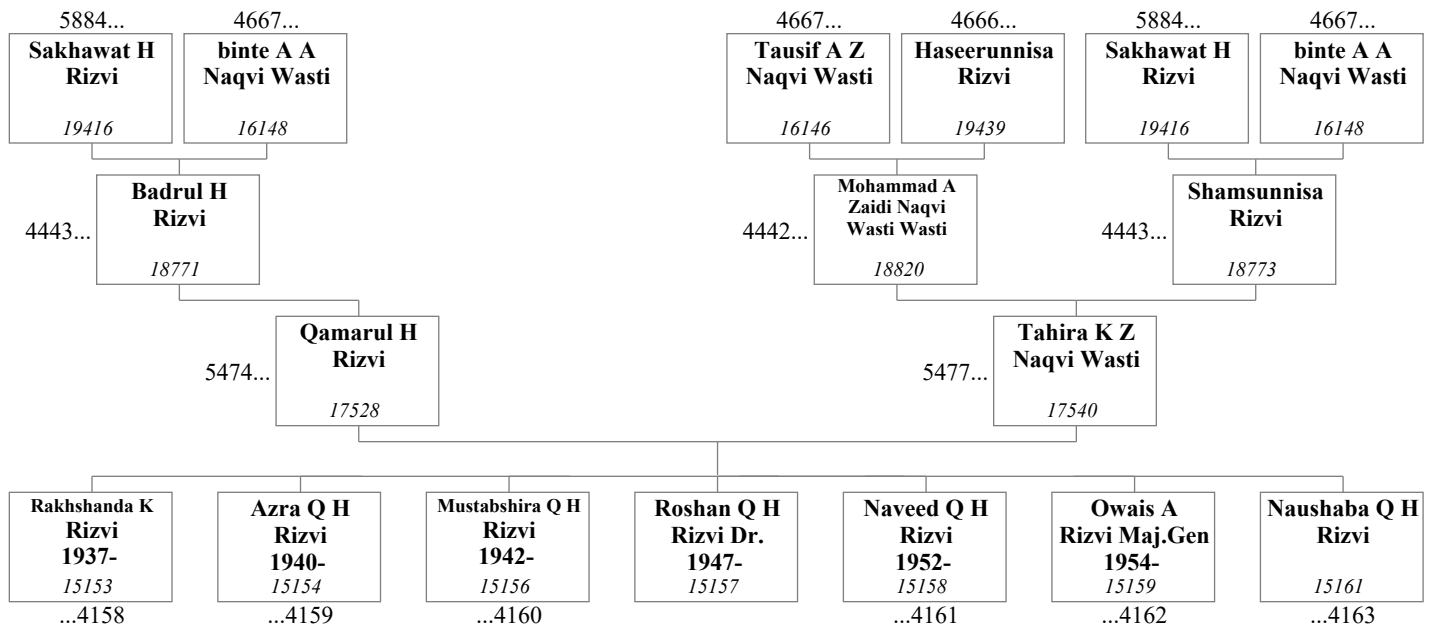 5884...
4667...
4667...
4666...
5884...
4667...
Sakhawat H
Rizvi
19416
binte A A
Naqvi Wasti
16148
Tausif A Z
Naqvi Wasti
16146
Haseerunnisa
Rizvi
19439
Sakhawat H
Rizvi
19416
binte A A
Naqvi Wasti
16148
4443...
Badrul H
Rizvi
18771
4442...
Mohammad A
Zaidi Naqvi
Wasti Wasti
18820
4443...
Shamsunnisa
Rizvi
18773
5474...
Qamarul H
Rizvi
17528
5477...
Tahira K Z
Naqvi Wasti
17540
Rakhshanda K
Rizvi
1937-
15153
...4158
Azra Q H
Rizvi
1940-
15154
...4159
Mustabshira Q H
Rizvi
1942-
15156
...4160
Roshan Q H
Rizvi Dr.
1947-
15157
Naveed Q H
Rizvi
1952-
15158
...4161
Owais A
Rizvi Maj.Gen
1954-
15159
...4162
Naushaba Q H
Rizvi
15161
...4163